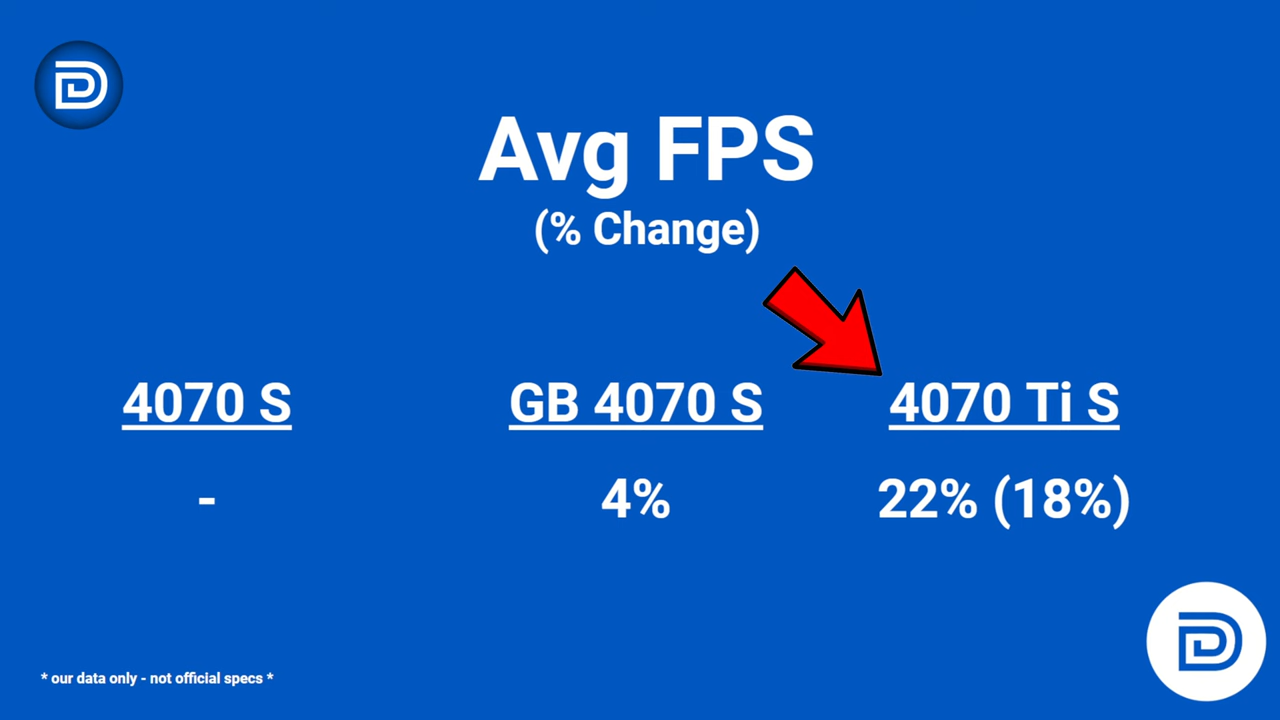 Avg FPS
(% Change)
4070 S GB 4070 S 4070 Ti S
- 4% 22% (18%)
* our data only - not official specs *